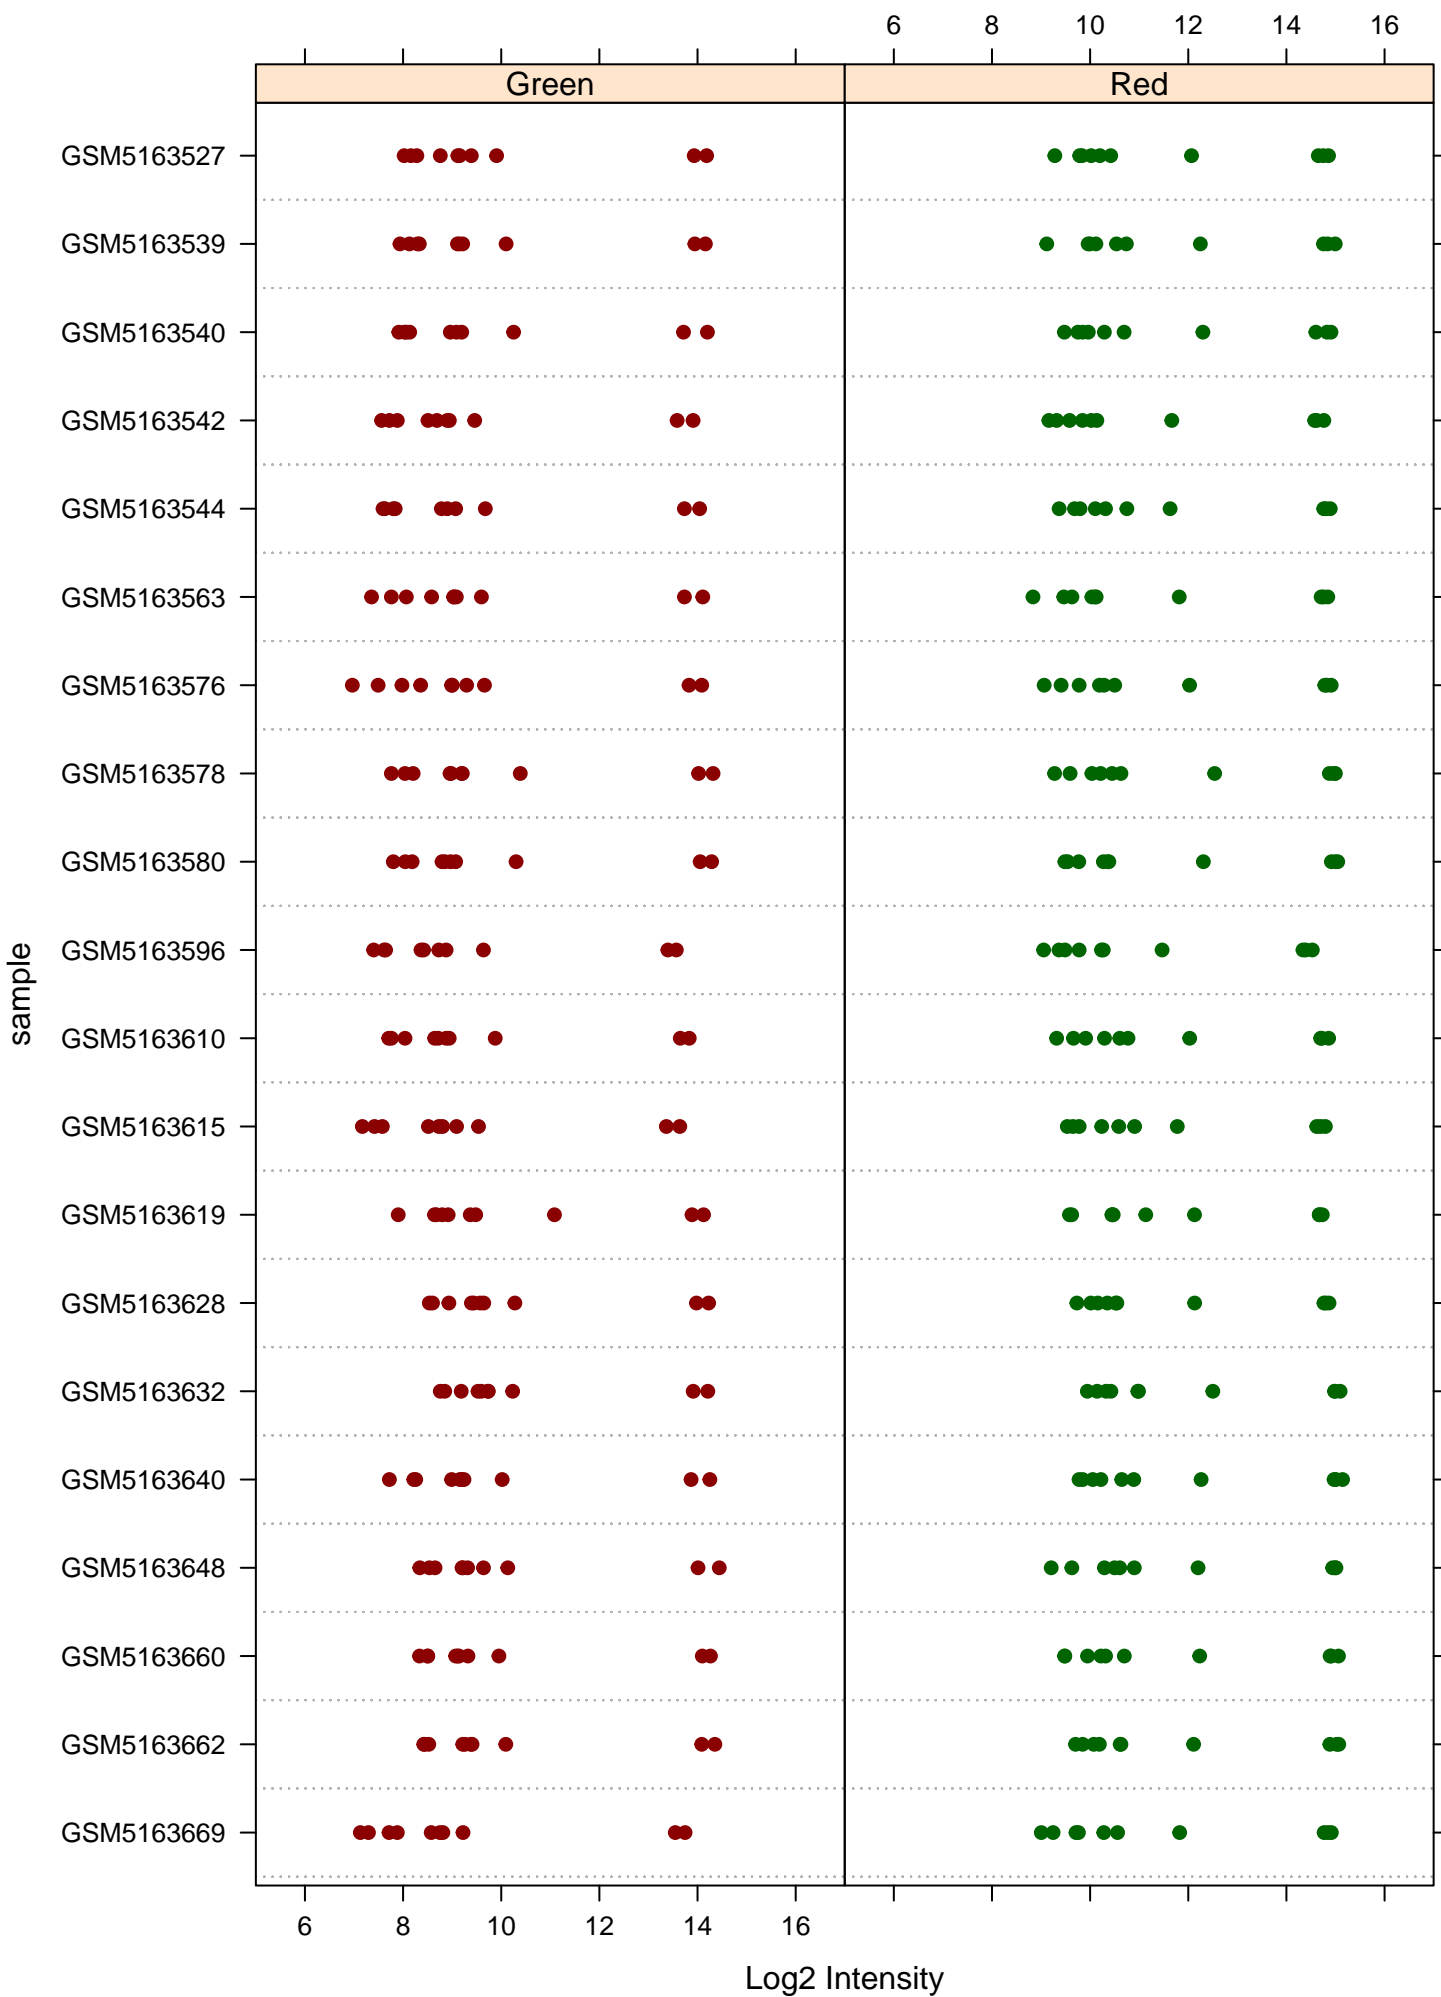 6 8 10 12 14 16
Green Red
GSM5163527
GSM5163539
GSM5163540
GSM5163542
GSM5163544
GSM5163563
GSM5163576
GSM5163578
GSM5163580
GSM5163596
GSM5163610
GSM5163615
GSM5163619
GSM5163628
GSM5163632
GSM5163640
GSM5163648
GSM5163660
GSM5163662
GSM5163669
sample
6 8 10 12 14 16
Log2 Intensity